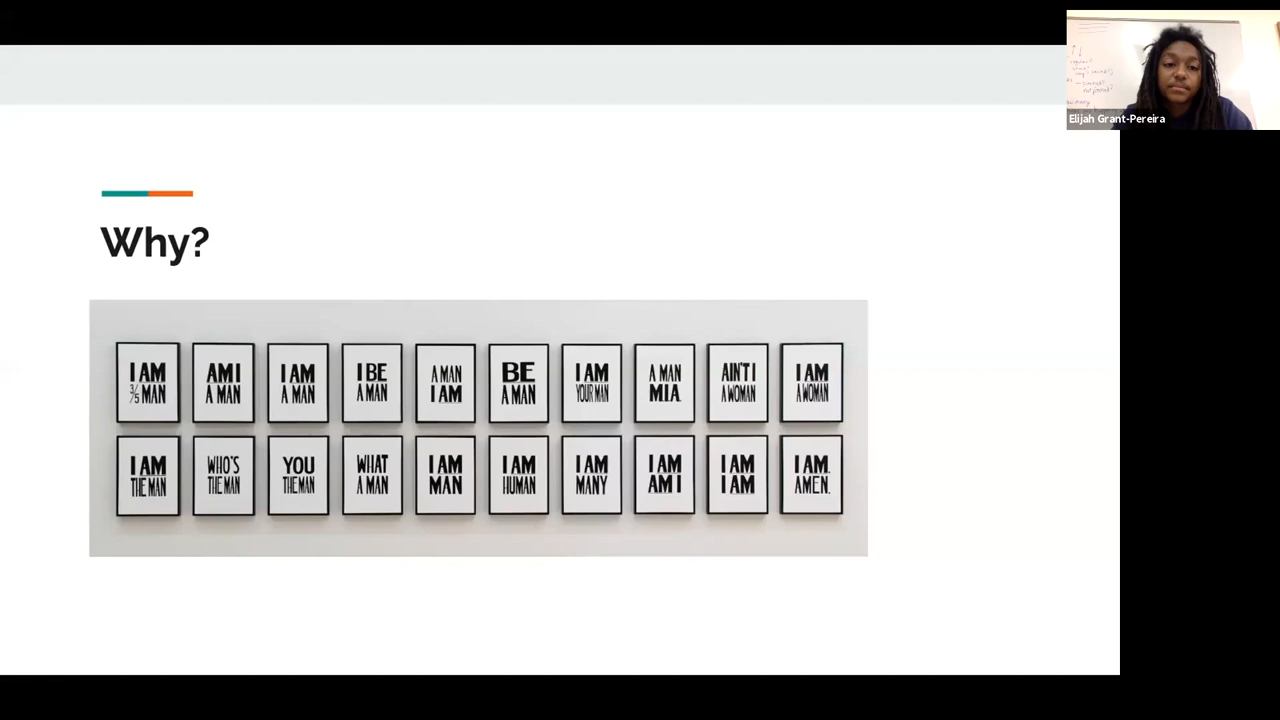 Elijah Grant-Pereira
Why?
I AM
3/5 MAN
AM I
A MAN
I AM
A MAN
I BE
A MAN
A MAN
I AM
BE
A MAN
I AM
YOUR MAN
A MAN
M.I.A.
AIN'T I
A WOMAN
I AM
A WOMAN
I AM
THE MAN
WHO'S
THE MAN
YOU
THE MAN
WHAT
A MAN
I AM
MAN
I AM
HUMAN
I AM
MANY
I AM
AM I
I AM
I AM
I AM.
AMEN.